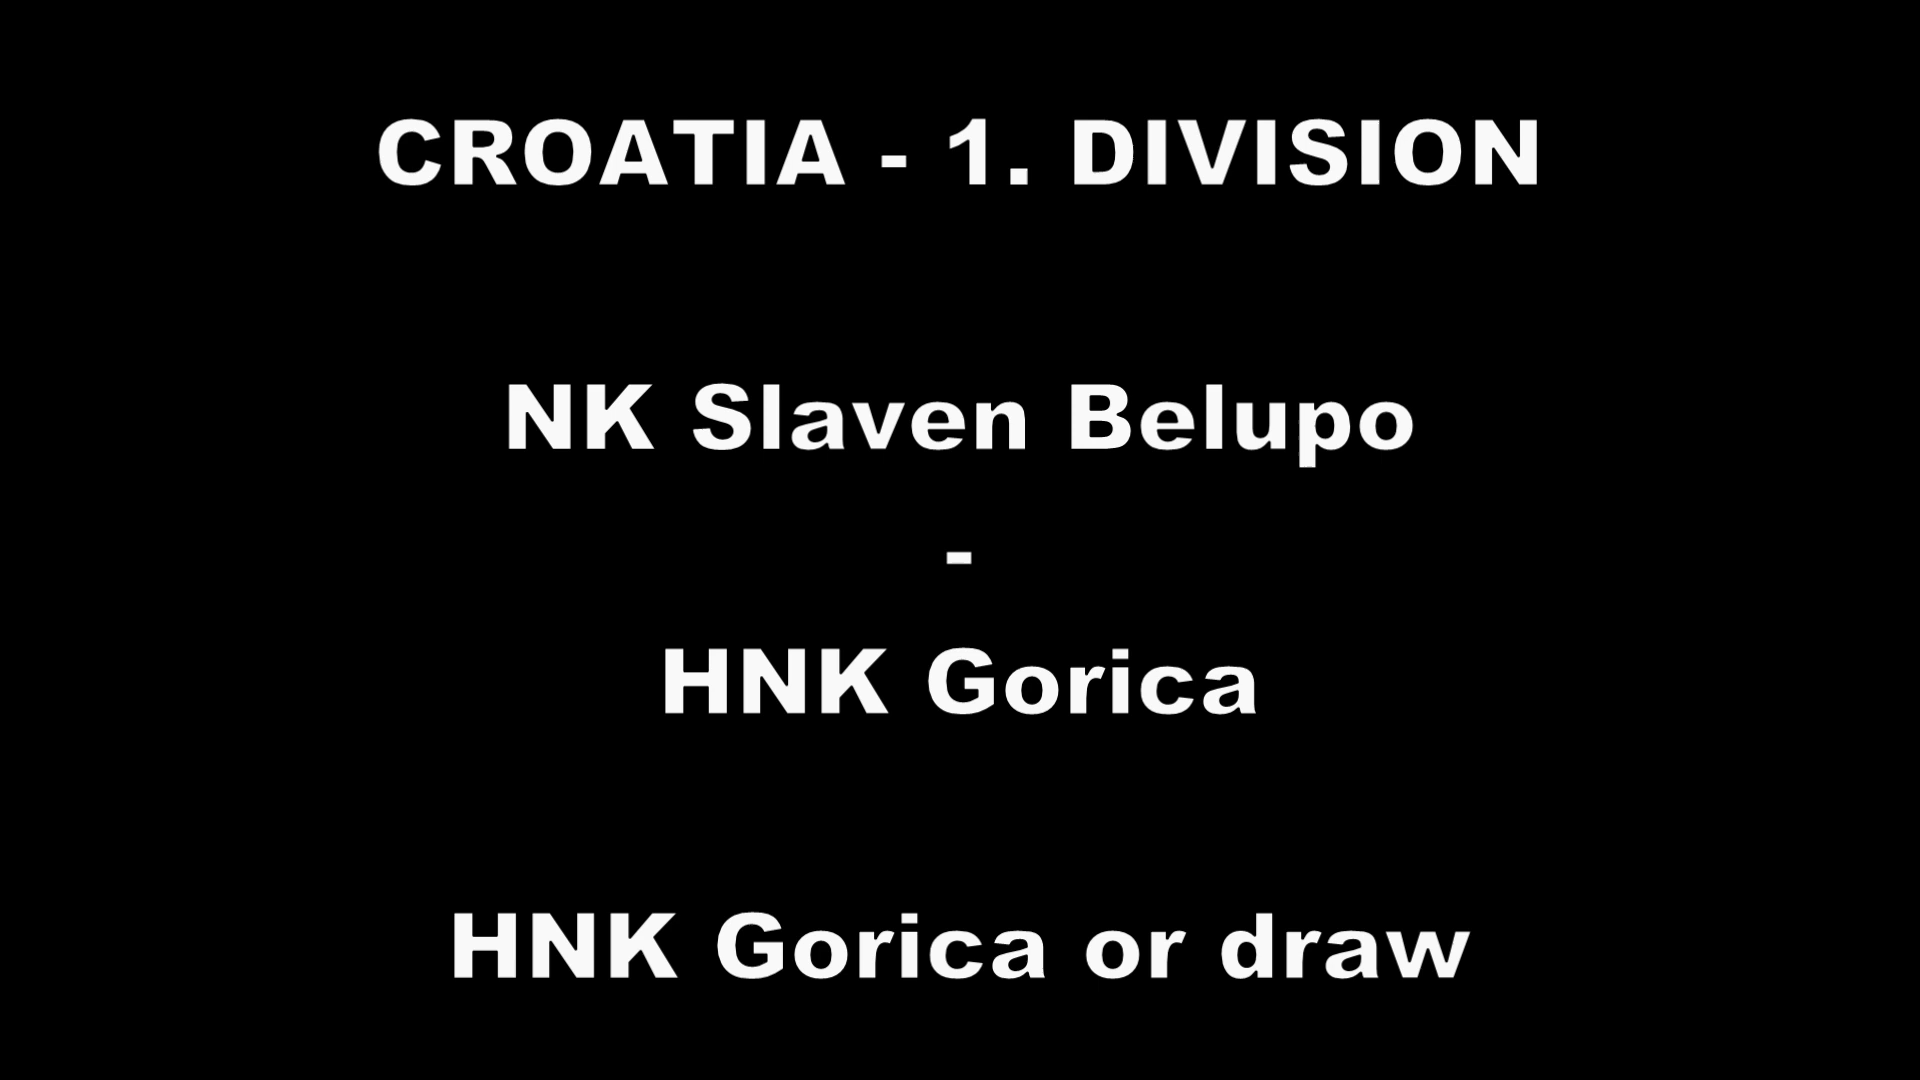 CROATIA - 1. DIVISION
NK Slaven Belupo
-
HNK Gorica
HNK Gorica or draw